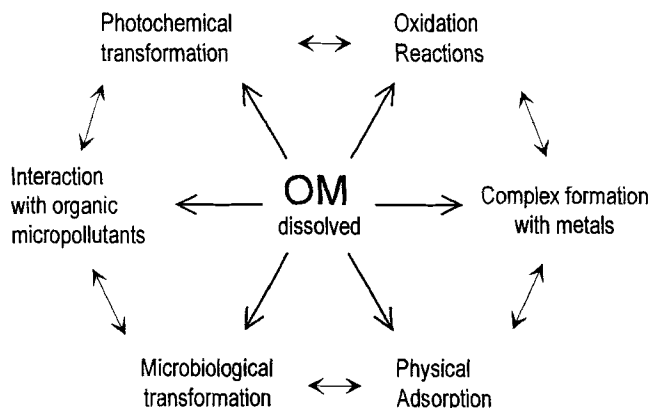 Photochemical
transformation
Oxidation
Reactions
Interaction
with organic
micropollutants
OM
dissolved
Complex formation
with metals
Microbiological
transformation
Physical
Adsorption